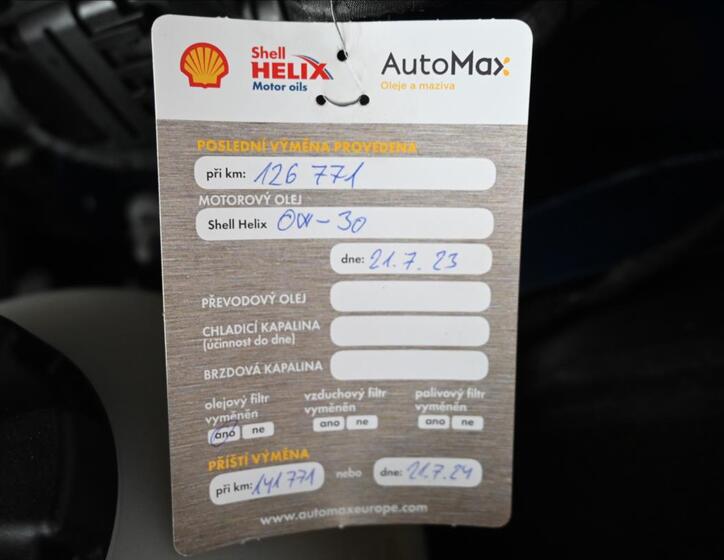 Shell
HELIX
Motor oils
AutoMax
Oleje a maziva
POSLEDNÍ VÝMĚNA PROVEDENA
při km: 126 771
MOTOROVÝ OLEJ
Shell Helix 0W-30
dne: 21.7.23
PŘEVODOVÝ OLEJ
CHLADICÍ KAPALINA
(účinnost do dne)
BRZDOVÁ KAPALINA
olejový filtr
vyměněn
ano ne
vzduchový filtr
vyměněn
ano ne
palivový filtr
vyměněn
ano ne
PŘÍŠTÍ VÝMĚNA
při km: 141 771 nebo dne: 21.7.24
www.automaxeurope.com